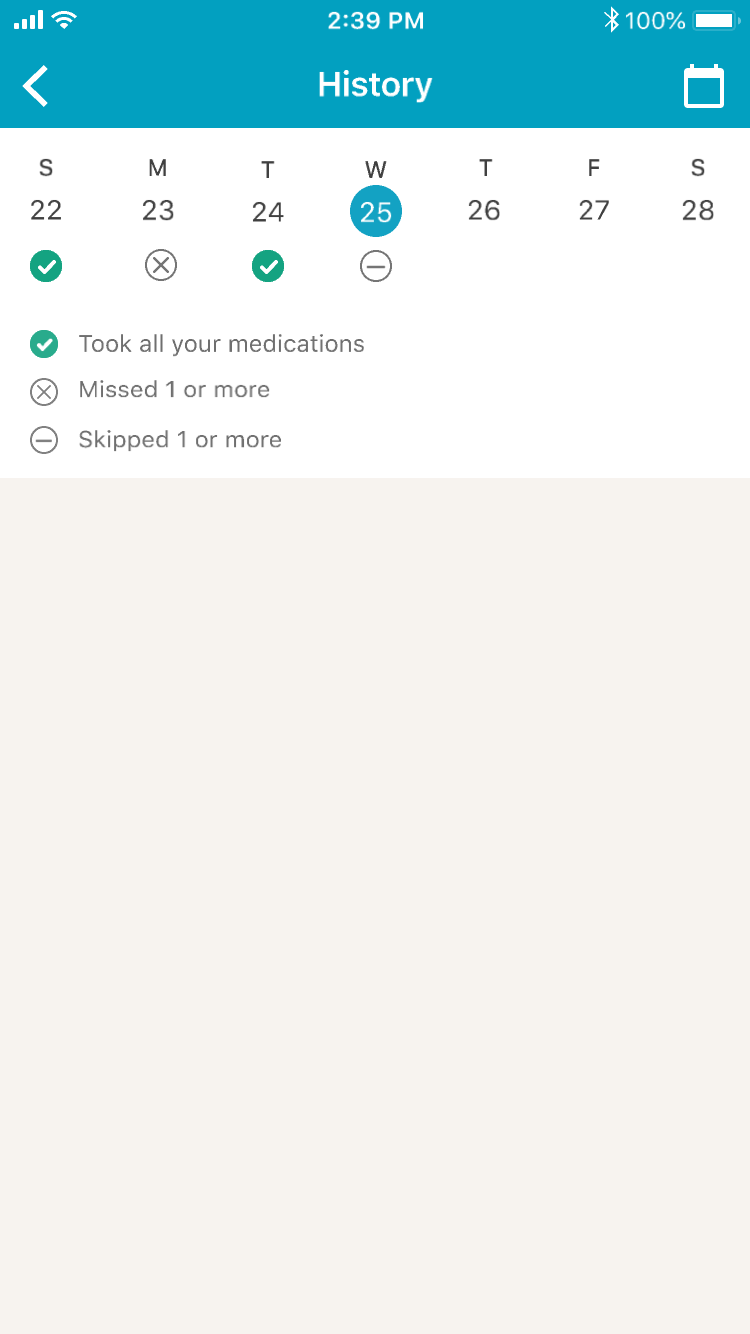 2:39 PM 100%
History
S M T W T F S
22 23 24 25 26 27 28
Took all your medications
Missed 1 or more
Skipped 1 or more